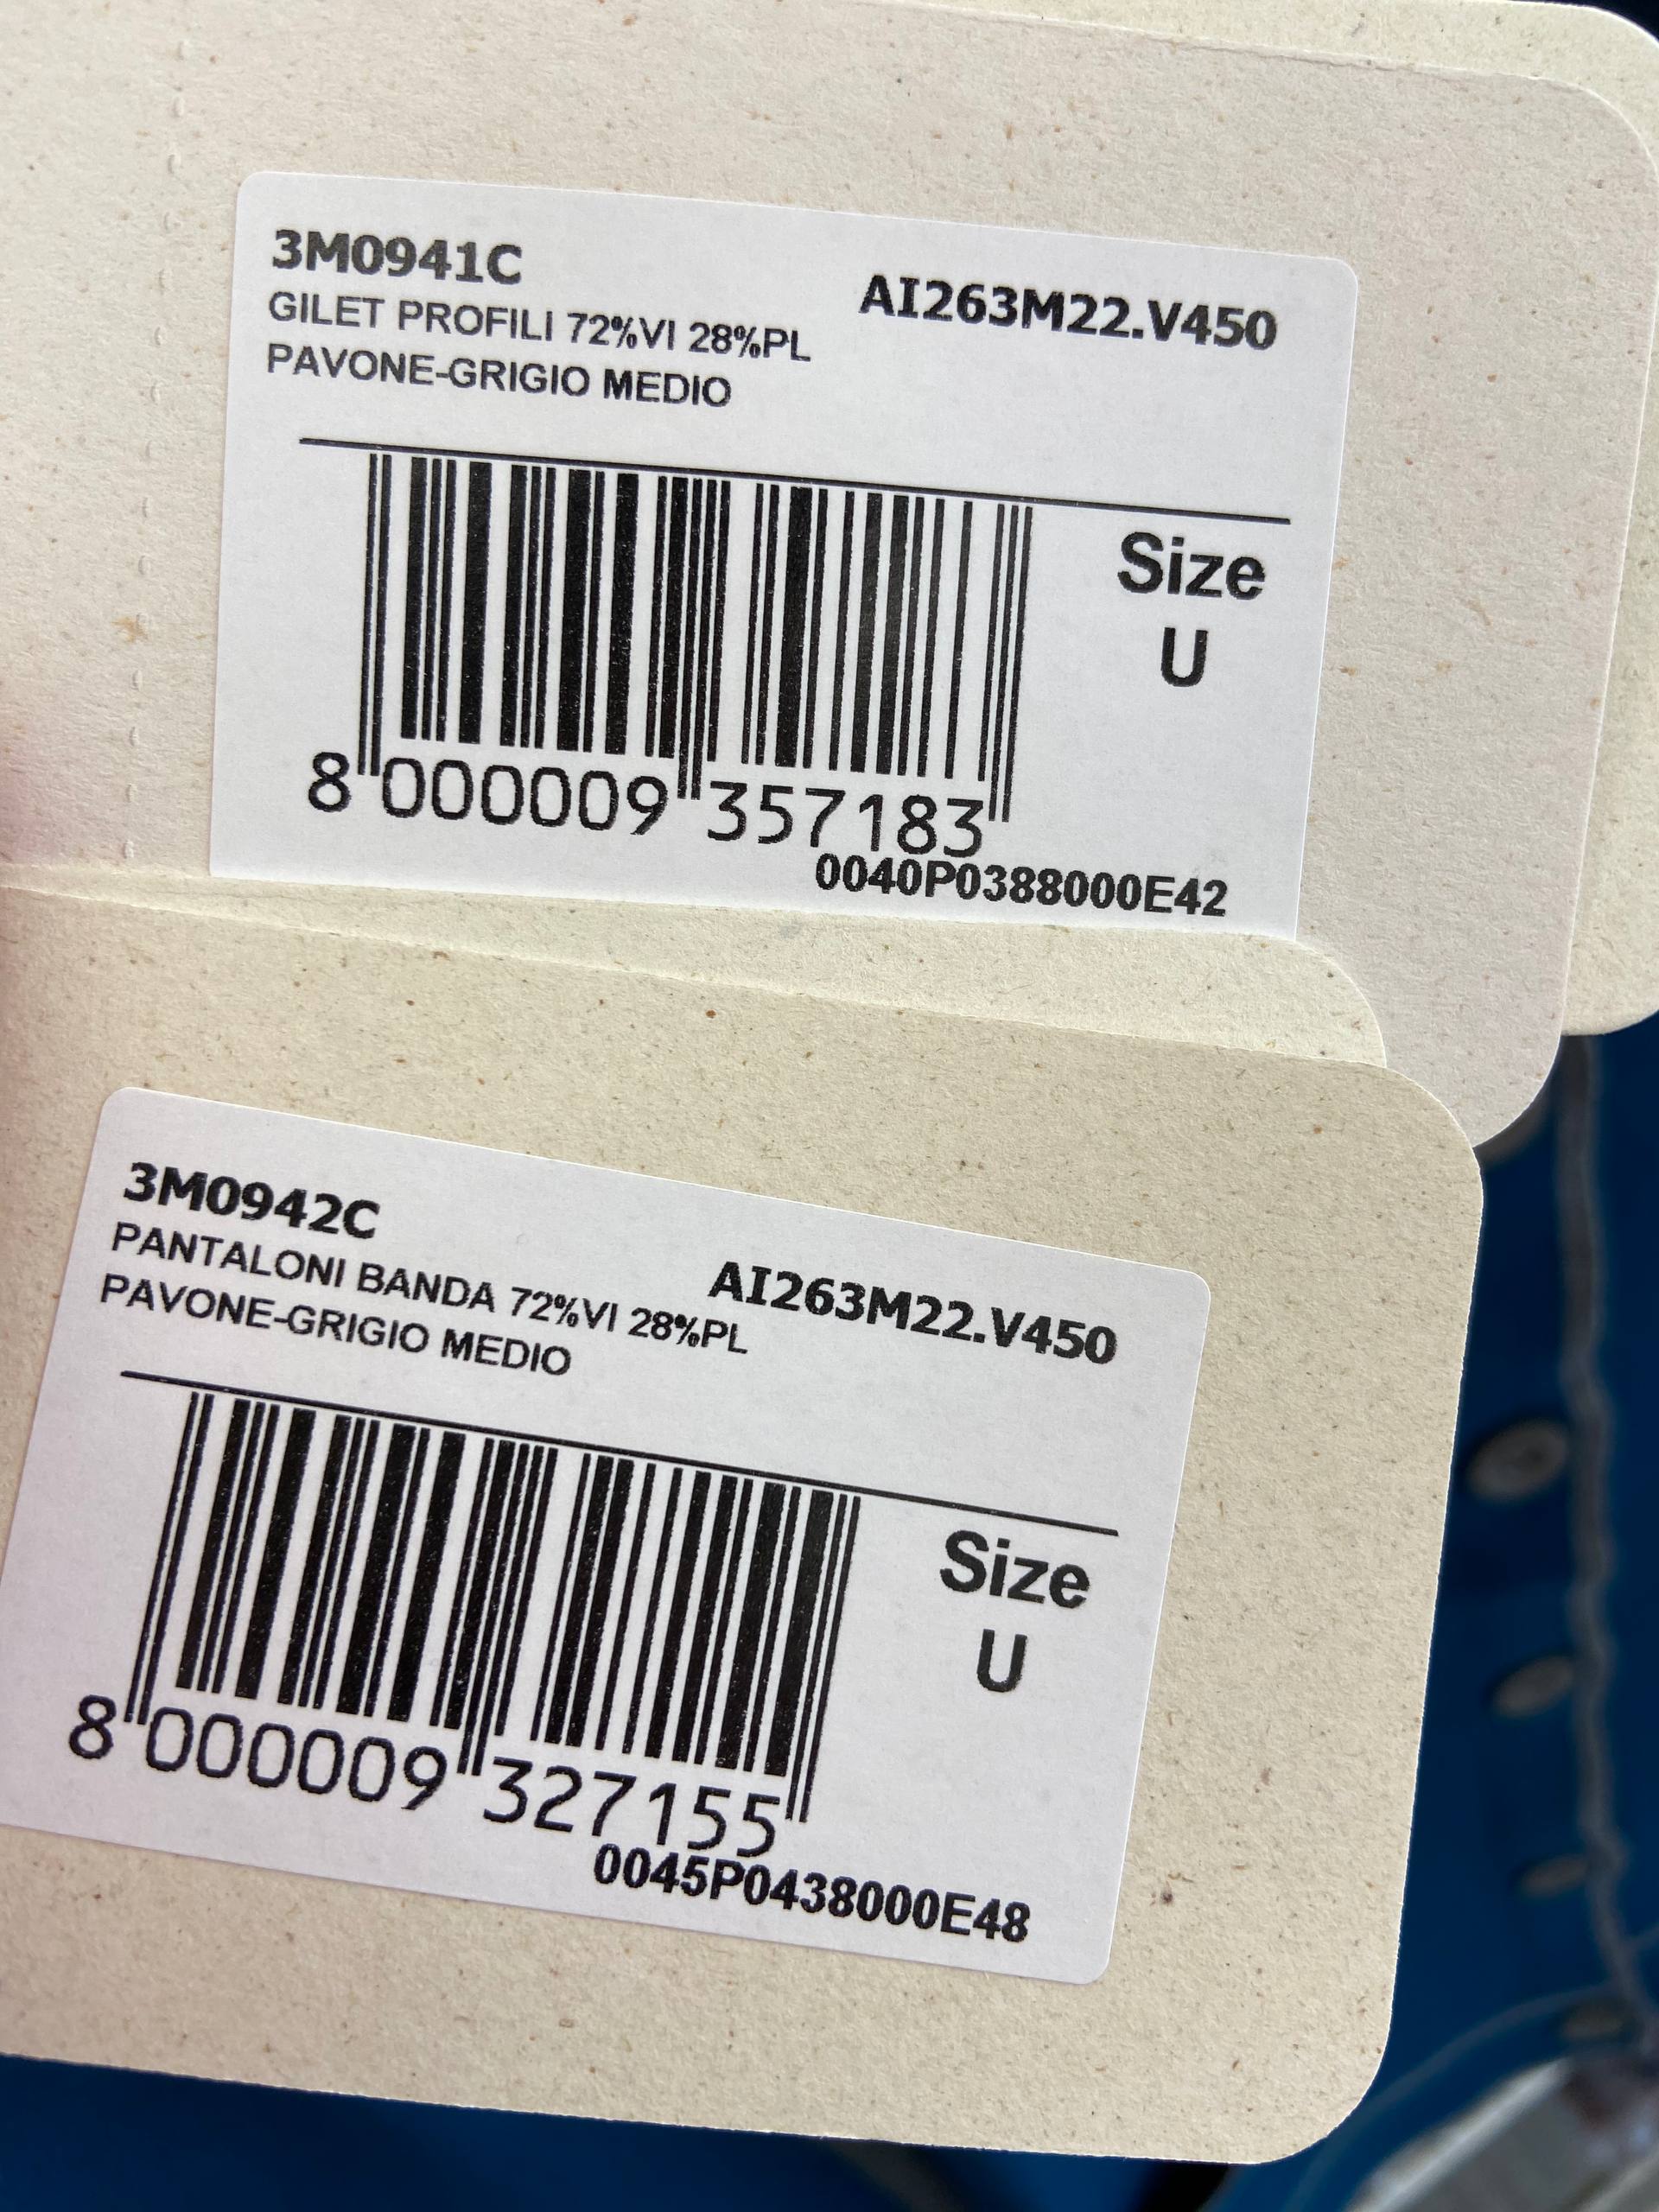 3M0941C
AI263M22.V450
GILET PROFILI 72%VI 28%PL
PAVONE-GRIGIO MEDIO
Size
U
8 000009 357183
0040P0388000E42
3M0942C
AI263M22.V450
PANTALONI BANDA 72%VI 28%PL
PAVONE-GRIGIO MEDIO
Size
U
8 000009 327155
0045P0438000E48